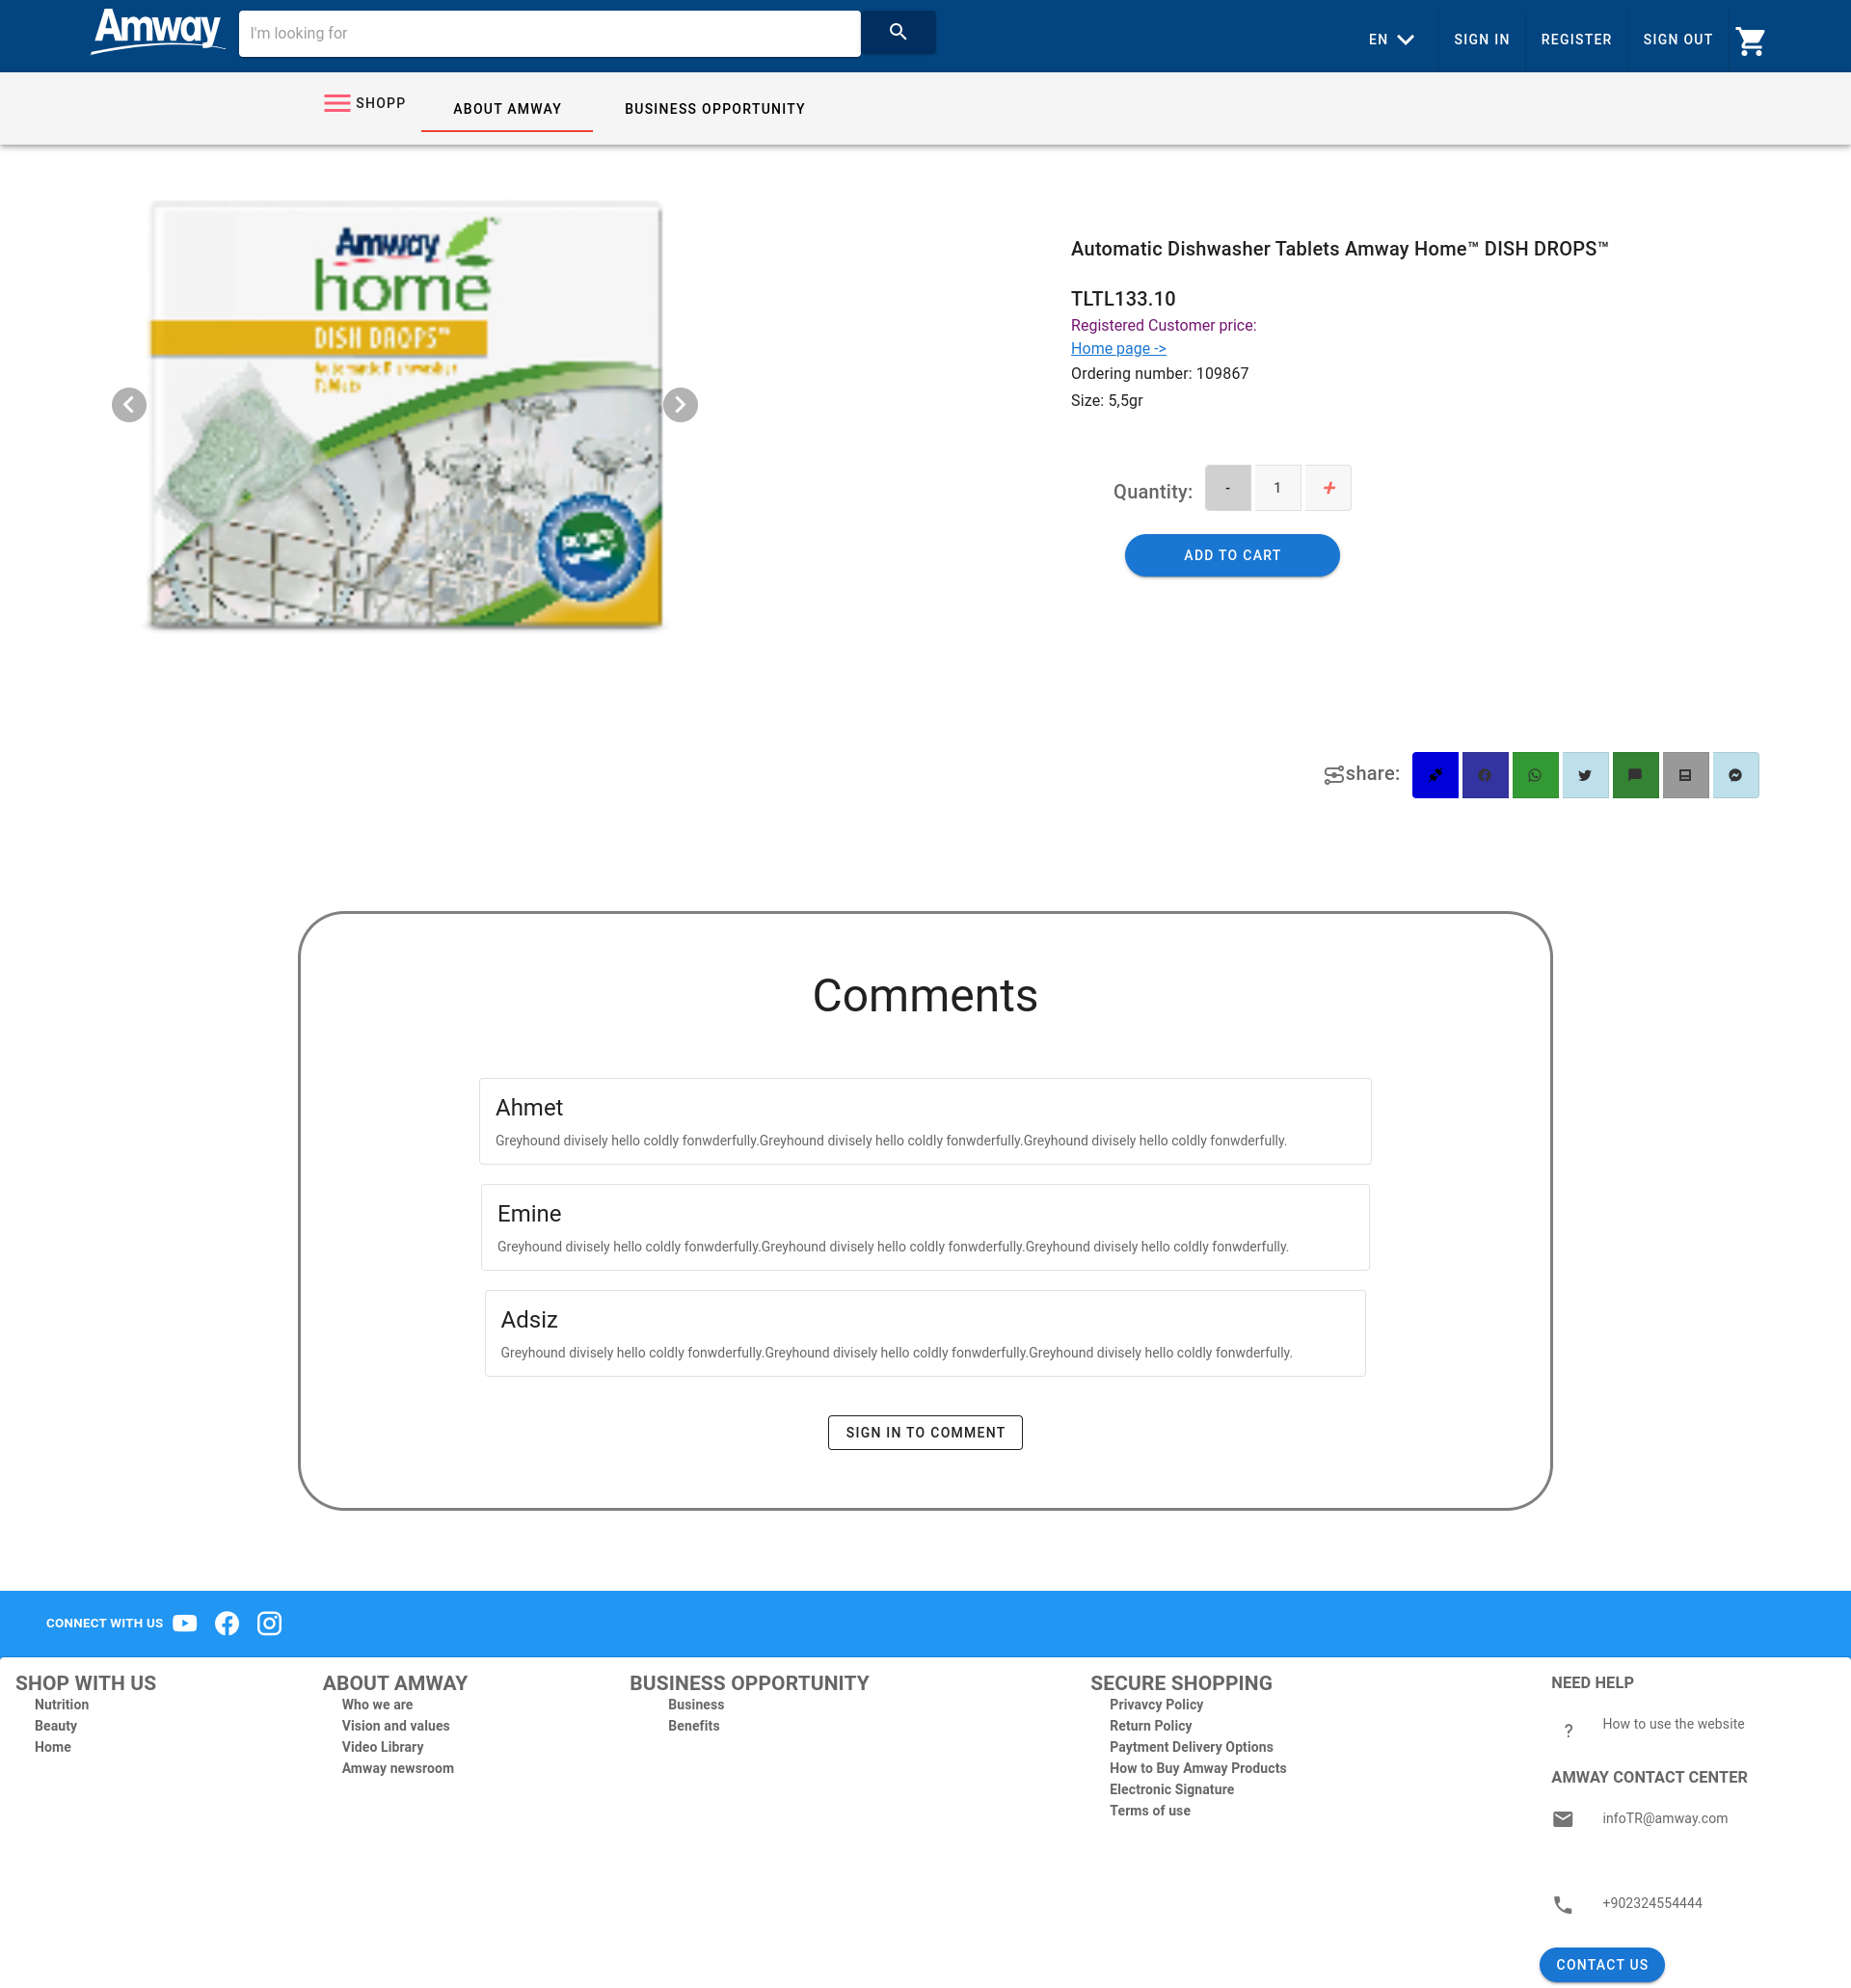 Amway
I'm looking for
EN
SIGN IN
REGISTER
SIGN OUT
SHOPP
ABOUT AMWAY
BUSINESS OPPORTUNITY
Amway
home
DISH DROPS™
Automatic Dishwasher
Tablets
Automatic Dishwasher Tablets Amway Home™ DISH DROPS™
TLTL133.10
Registered Customer price:
Home page ->
Ordering number: 109867
Size: 5,5gr
Quantity:
-
1
+
ADD TO CART
share:
Comments
Ahmet
Greyhound divisely hello coldly fonwderfully.Greyhound divisely hello coldly fonwderfully.Greyhound divisely hello coldly fonwderfully.
Emine
Greyhound divisely hello coldly fonwderfully.Greyhound divisely hello coldly fonwderfully.Greyhound divisely hello coldly fonwderfully.
Adsiz
Greyhound divisely hello coldly fonwderfully.Greyhound divisely hello coldly fonwderfully.Greyhound divisely hello coldly fonwderfully.
SIGN IN TO COMMENT
CONNECT WITH US
SHOP WITH US
Nutrition
Beauty
Home
ABOUT AMWAY
Who we are
Vision and values
Video Library
Amway newsroom
BUSINESS OPPORTUNITY
Business
Benefits
SECURE SHOPPING
Privavcy Policy
Return Policy
Paytment Delivery Options
How to Buy Amway Products
Electronic Signature
Terms of use
NEED HELP
? How to use the website
AMWAY CONTACT CENTER
infoTR@amway.com
+902324554444
CONTACT US